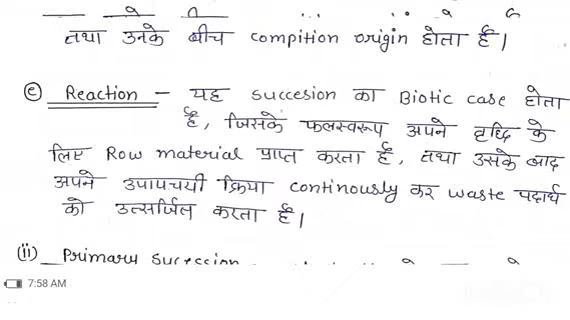 तथा उनके बीच compition origin होता है।
(e) Reaction - यह succesion का Biotic case होता
है, जिसके फलस्वरूप अपने वृद्धि के
लिए Row material प्राप्त करता है, तथा उसके बाद
अपने उपापचयी क्रिया continously कर waste पदार्थ
को उत्सर्जित करता है।
(ii) Primary Succession
7:58 AM